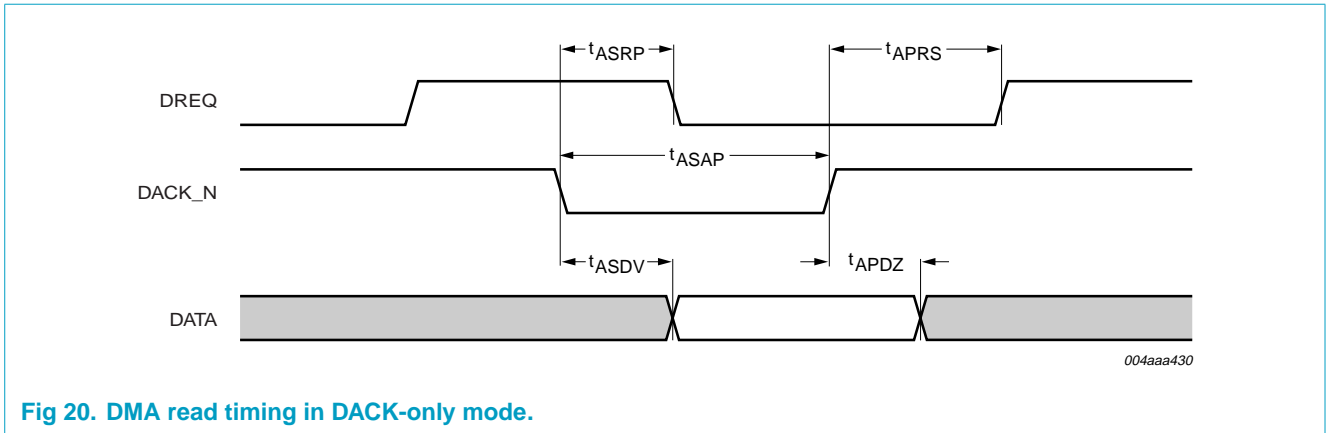 tASRP
tAPRS
DREQ
tASAP
DACK_N
tASDV
tAPDZ
DATA
004aaa430
Fig 20. DMA read timing in DACK-only mode.